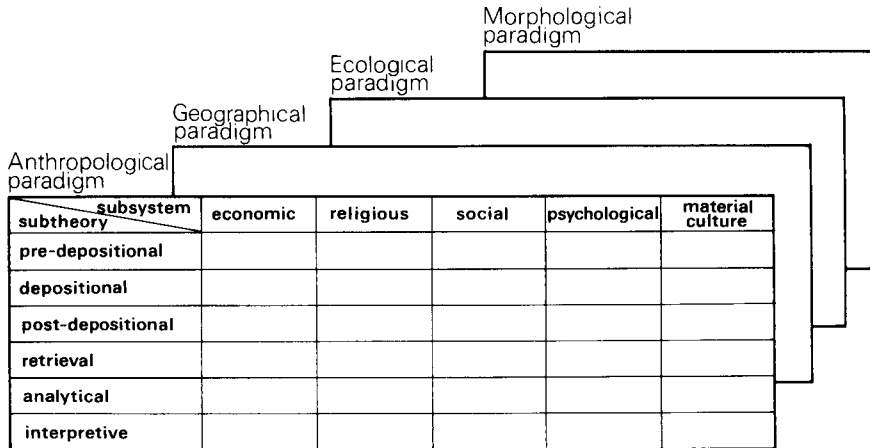 Morphological
paradigm
Ecological
paradigm
Geographical
paradigm
Anthropological
paradigm
subsystem
subtheory
economic
religious
social
psychological
material
culture
pre-depositional
depositional
post-depositional
retrieval
analytical
interpretive